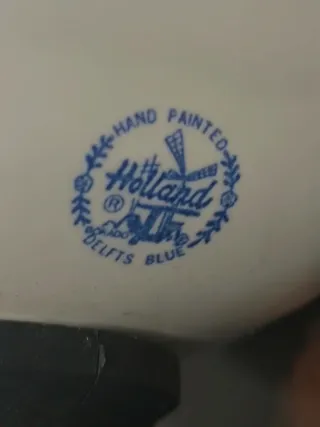 HAND PAINTED
Holland
®
DELFTS BLUE